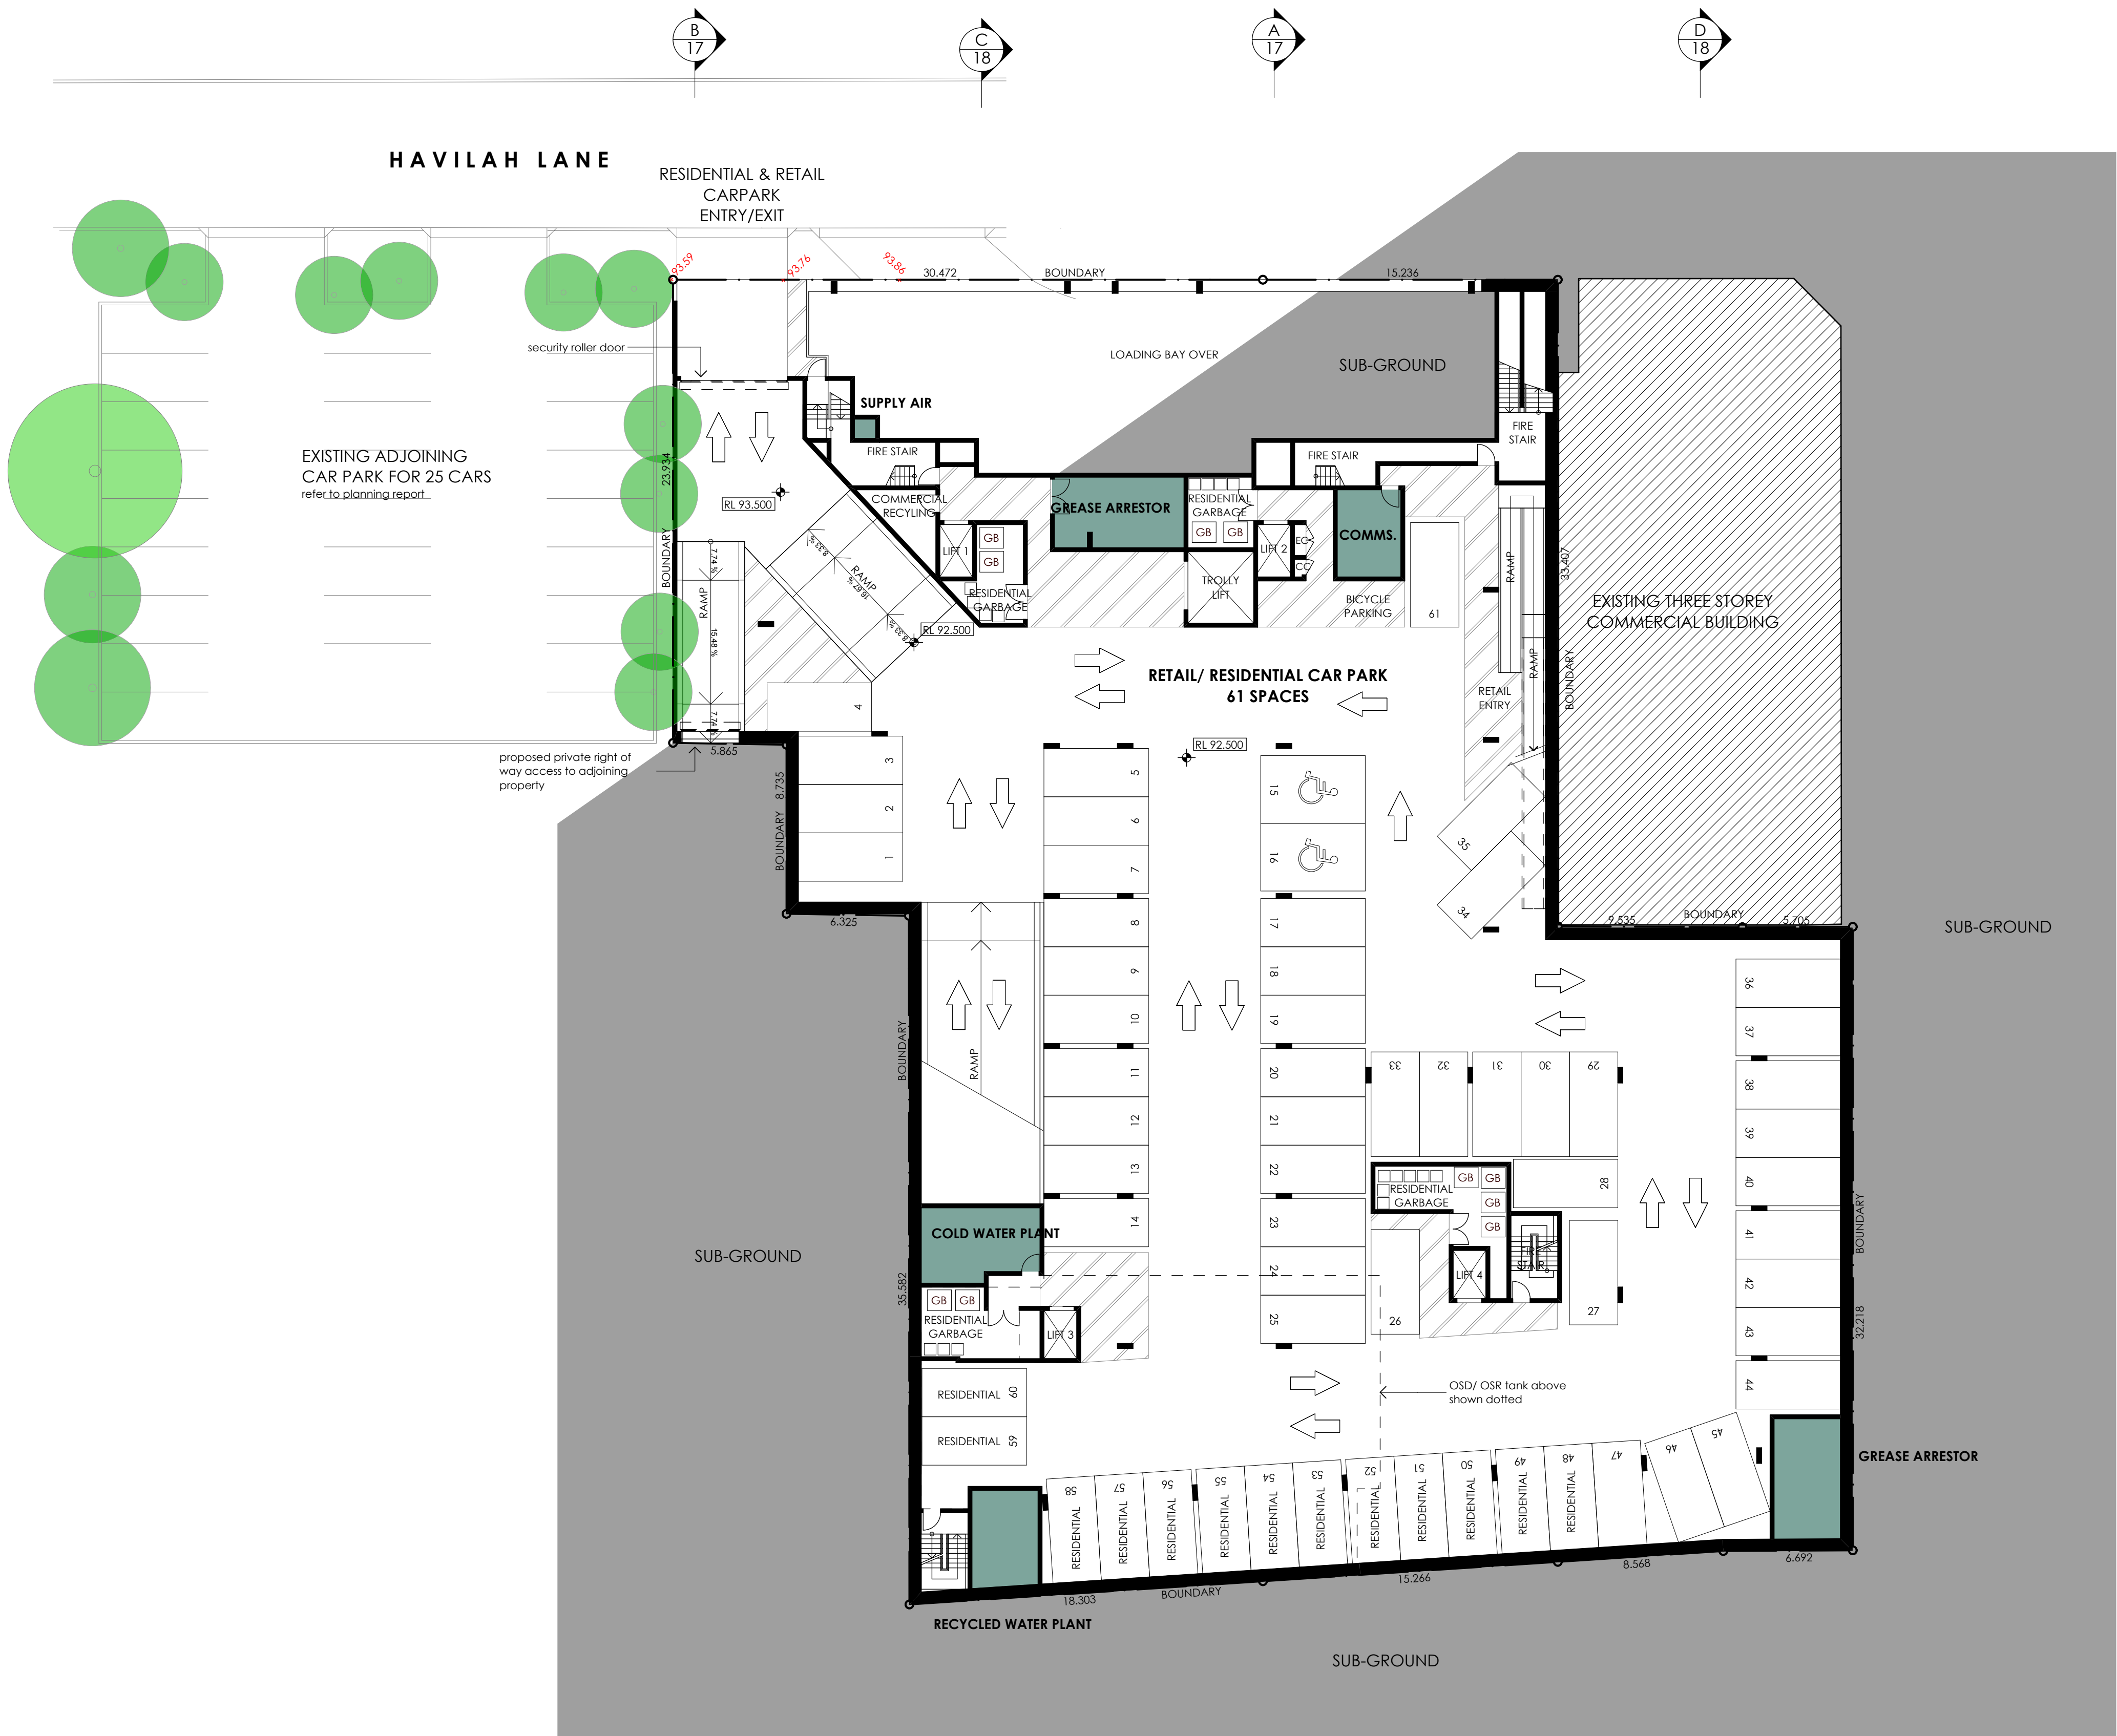 B
17
C
18
A
17
D
18
HAVILAH LANE
RESIDENTIAL & RETAIL
CARPARK
ENTRY/EXIT
93.59
93.76
93.86
30.472
BOUNDARY
15.236
security roller door
LOADING BAY OVER
SUB-GROUND
SUPPLY AIR
FIRE STAIR
FIRE STAIR
FIRE
STAIR
EXISTING ADJOINING
CAR PARK FOR 25 CARS
refer to planning report
23.934
BOUNDARY
RL 93.500
COMMERCIAL
RECYLING
GREASE ARRESTOR
RESIDENTIAL
GARBAGE
GB
GB
LIFT 1
GB
GB
LIFT 2
EC
CC
COMMS.
8.33 %
RAMP
16.67%
8.33 %
RL 92.500
RESIDENTIAL
GARBAGE
TROLLY
LIFT
BICYCLE
PARKING
61
RAMP
33.407
BOUNDARY
EXISTING THREE STOREY
COMMERCIAL BUILDING
7.74 %
RAMP
15.48 %
7.74 %
RETAIL/ RESIDENTIAL CAR PARK
61 SPACES
RAMP
RETAIL
ENTRY
4
5.865
proposed private right of
way access to adjoining
property
RL 92.500
BOUNDARY
8.735
3
2
1
5
6
7
15
16
35
34
6.325
9.535
BOUNDARY
5.705
SUB-GROUND
8
9
10
17
18
19
36
37
BOUNDARY
RAMP
11
12
13
20
21
22
33
32
31
30
29
38
39
40
RESIDENTIAL
GARBAGE
GB
GB
GB
GB
28
BOUNDARY
COLD WATER PLANT
14
23
24
25
SUB-GROUND
41
42
43
FIRE
STAIR
LIFT 4
35.582
GB
GB
RESIDENTIAL
GARBAGE
LIFT 3
26
27
32.218
RESIDENTIAL
60
RESIDENTIAL
59
OSD/ OSR tank above
shown dotted
44
58
RESIDENTIAL
57
RESIDENTIAL
56
RESIDENTIAL
55
RESIDENTIAL
54
RESIDENTIAL
53
RESIDENTIAL
52
RESIDENTIAL
51
RESIDENTIAL
50
RESIDENTIAL
49
RESIDENTIAL
48
RESIDENTIAL
47
46
45
GREASE ARRESTOR
18.303
BOUNDARY
15.266
8.568
6.692
RECYCLED WATER PLANT
SUB-GROUND